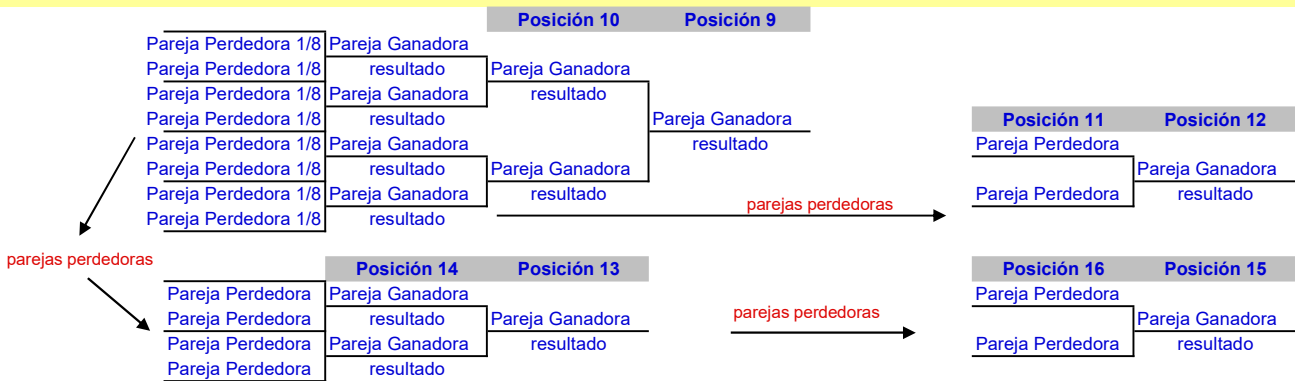 Posición 10 Posición 9
Pareja Perdedora 1/8 Pareja Ganadora
Pareja Perdedora 1/8 resultado Pareja Ganadora
Pareja Perdedora 1/8 Pareja Ganadora resultado
Pareja Perdedora 1/8 resultado Pareja Ganadora Posición 11 Posición 12
Pareja Perdedora 1/8 Pareja Ganadora resultado Pareja Perdedora
Pareja Perdedora 1/8 resultado Pareja Ganadora Pareja Ganadora
Pareja Perdedora 1/8 Pareja Ganadora resultado parejas perdedoras Pareja Perdedora resultado
Pareja Perdedora 1/8 resultado
parejas perdedoras
Posición 14 Posición 13 Posición 16 Posición 15
Pareja Perdedora Pareja Ganadora Pareja Perdedora
Pareja Perdedora resultado Pareja Ganadora parejas perdedoras Pareja Ganadora
Pareja Perdedora Pareja Ganadora resultado Pareja Perdedora resultado
Pareja Perdedora resultado